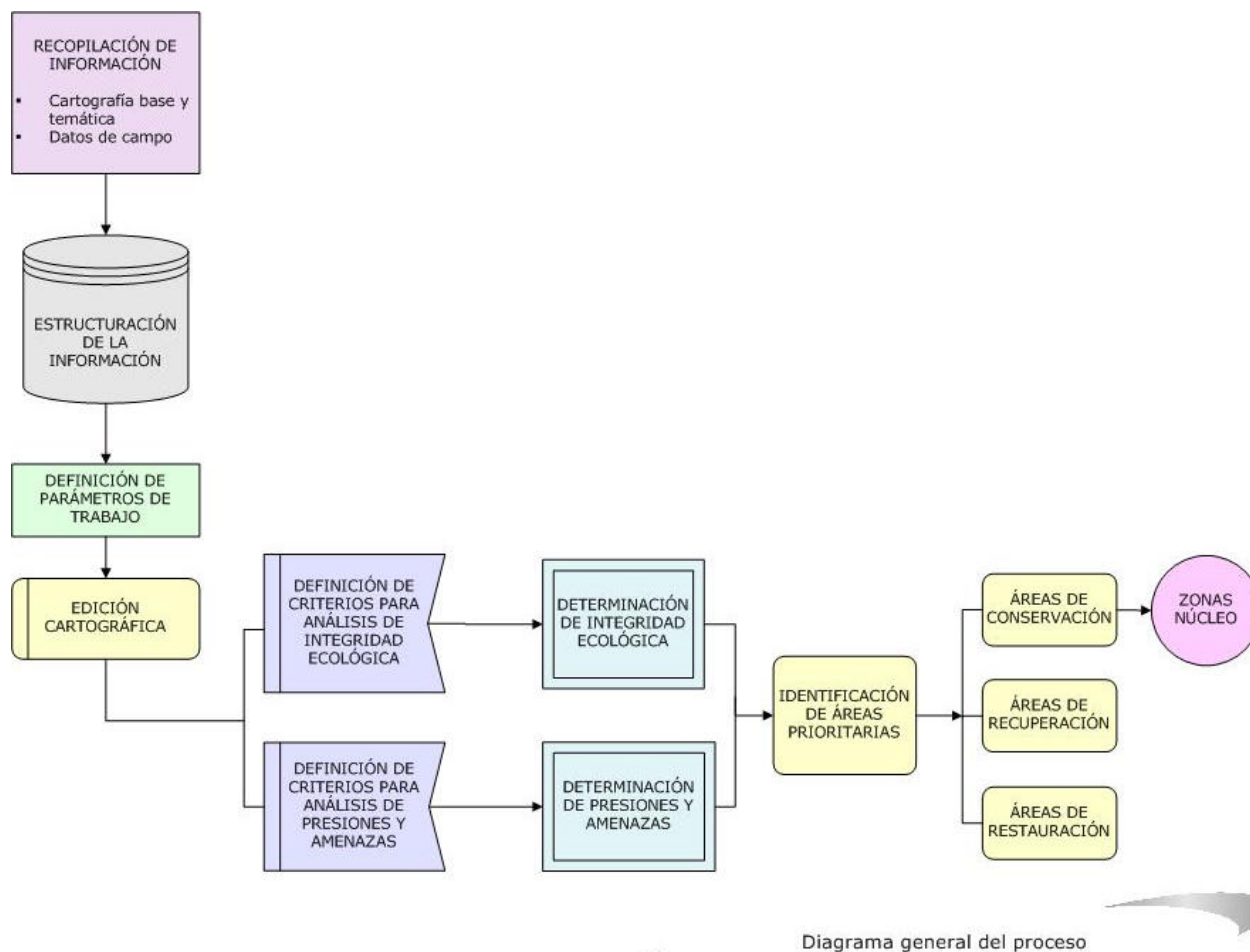 RECOPILACIÓN DE
INFORMACIÓN
▪ Cartografía base y
temática
▪ Datos de campo
ESTRUCTURACIÓN
DE LA
INFORMACIÓN
DEFINICIÓN DE
PARÁMETROS DE
TRABAJO
EDICIÓN
CARTOGRÁFICA
DEFINICIÓN DE
CRITERIOS PARA
ANÁLISIS DE
INTEGRIDAD
ECOLÓGICA
DETERMINACIÓN
DE INTEGRIDAD
ECOLÓGICA
DEFINICIÓN DE
CRITERIOS PARA
ANÁLISIS DE
PRESIONES Y
AMENAZAS
DETERMINACIÓN
DE PRESIONES Y
AMENAZAS
IDENTIFICACIÓN
DE ÁREAS
PRIORITARIAS
ÁREAS DE
CONSERVACIÓN
ZONAS
NÚCLEO
ÁREAS DE
RECUPERACIÓN
ÁREAS DE
RESTAURACIÓN
Diagrama general del proceso